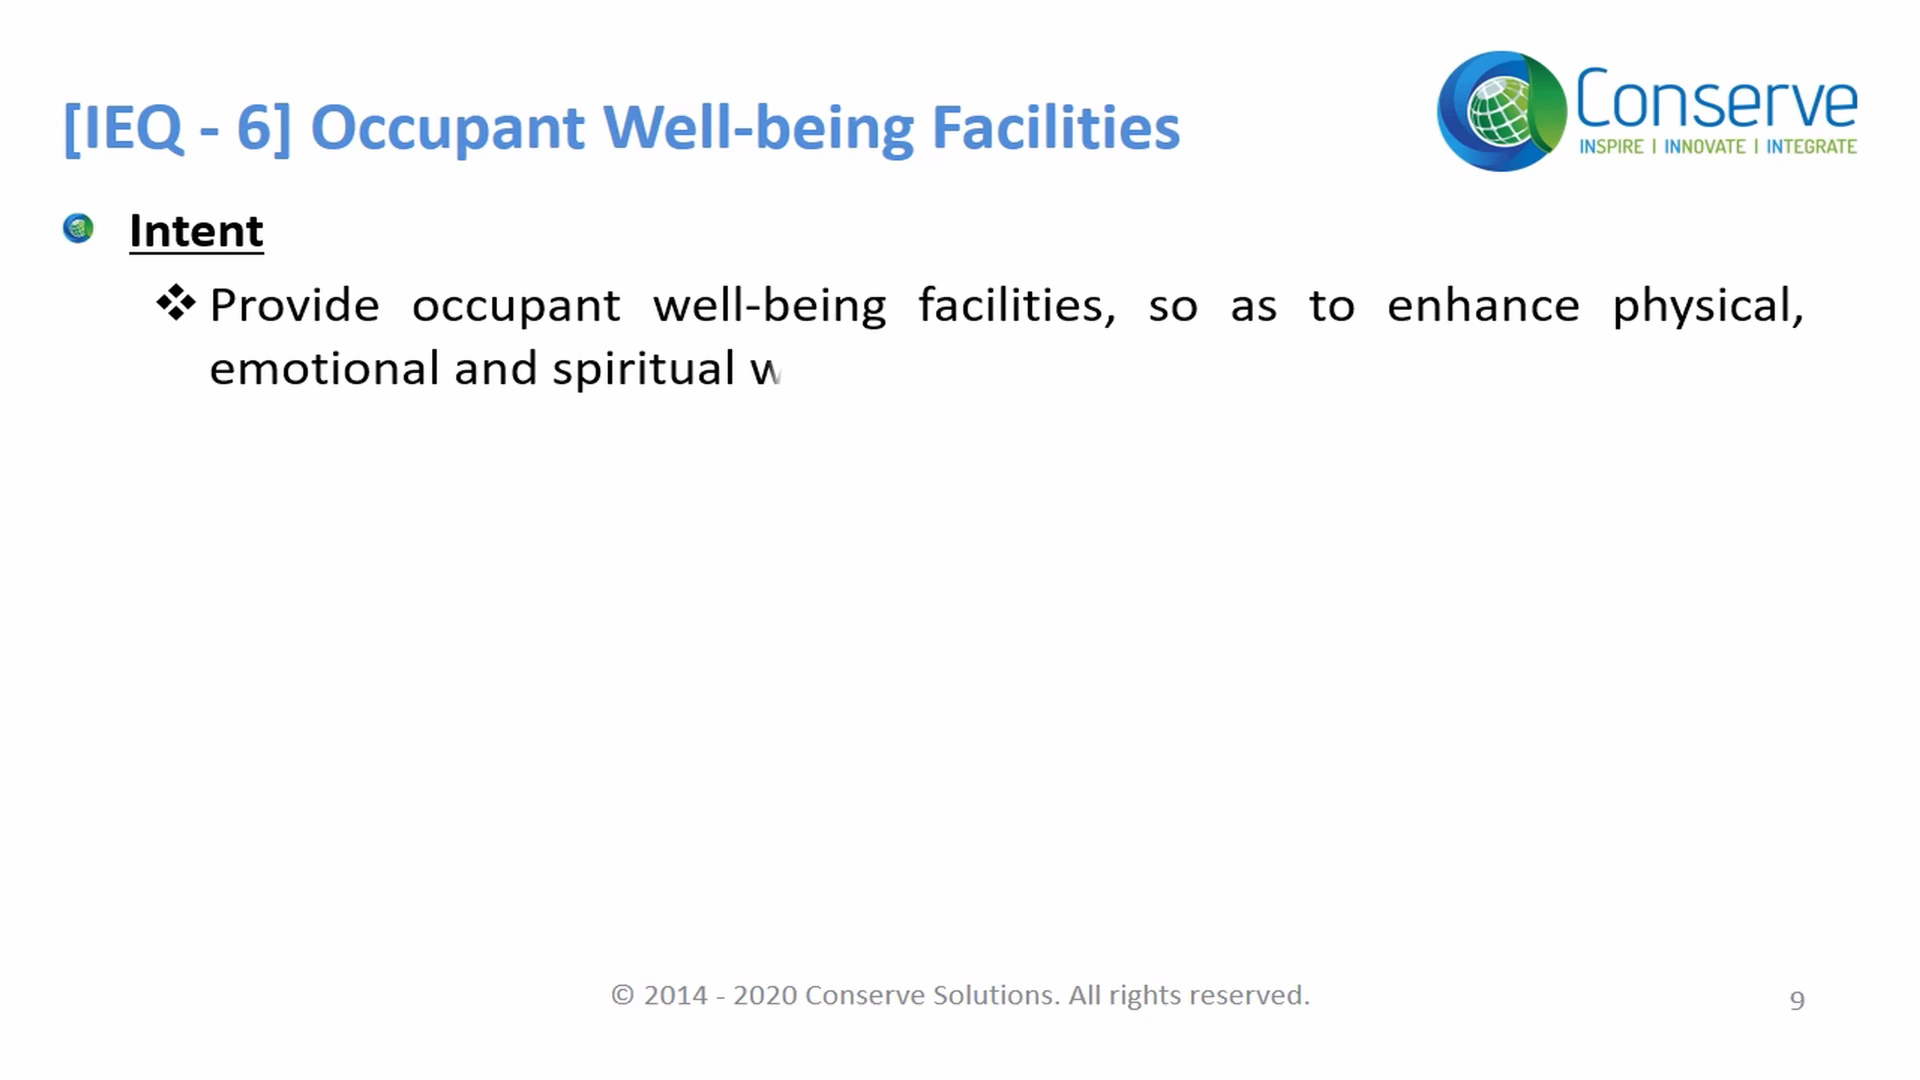 [IEQ - 6] Occupant Well-being Facilities
Conserve
INSPIRE | INNOVATE | INTEGRATE
Intent
❖ Provide occupant well-being facilities, so as to enhance physical,
emotional and spiritual w
© 2014 - 2020 Conserve Solutions. All rights reserved.
9